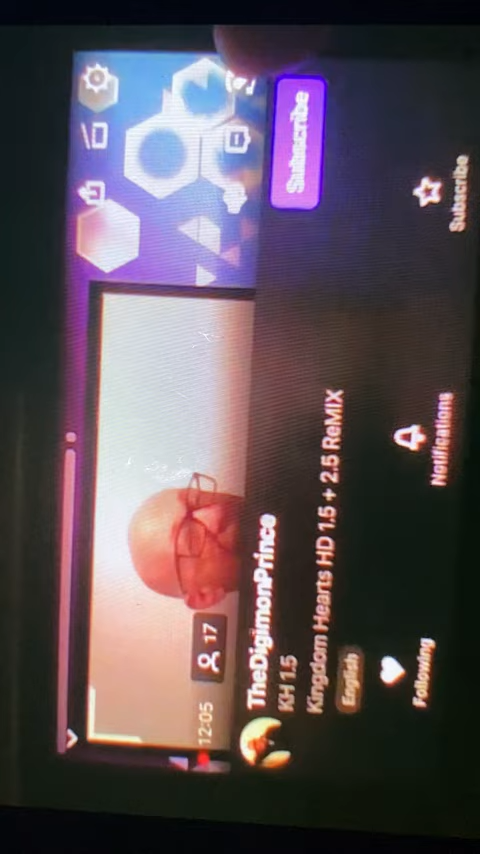 12:05
17
TheDigimonPrince
KH 1.5
Kingdom Hearts HD 1.5 + 2.5 ReMIX
English
Subscribe
Following
Notifications
Subscribe